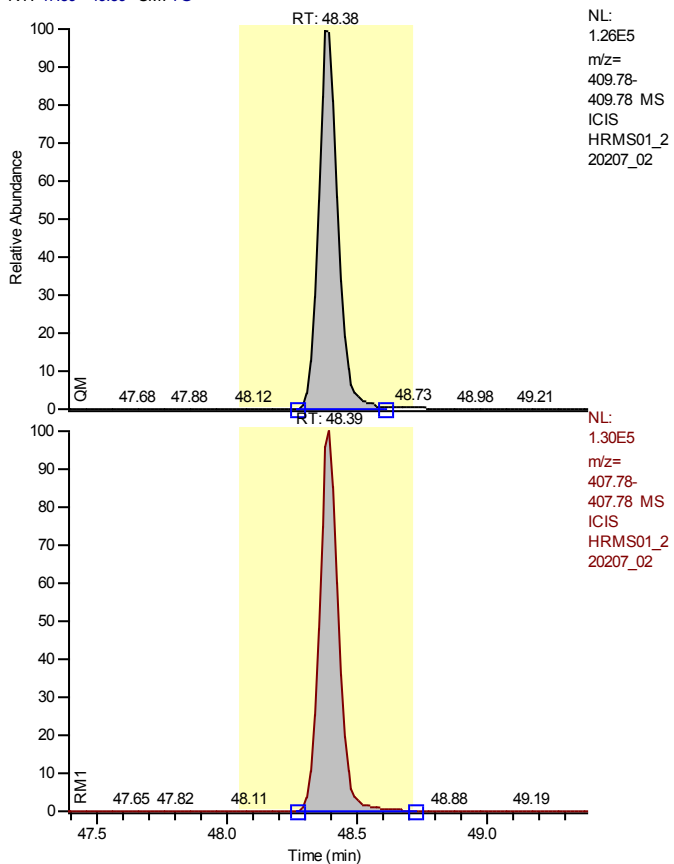 RT: 48.38
NL:
1.26E5
m/z=
409.78-
409.78 MS
ICIS
HRMS01_2
20207_02
100
90
80
70
60
50
40
30
20
10
0
Relative Abundance
QM
47.68 47.88 48.12 48.73 48.98 49.21
RT: 48.39
NL:
1.30E5
m/z=
407.78-
407.78 MS
ICIS
HRMS01_2
20207_02
100
90
80
70
60
50
40
30
20
10
0
RM1
47.65 47.82 48.11 48.88 49.19
47.5 48.0 48.5 49.0
Time (min)